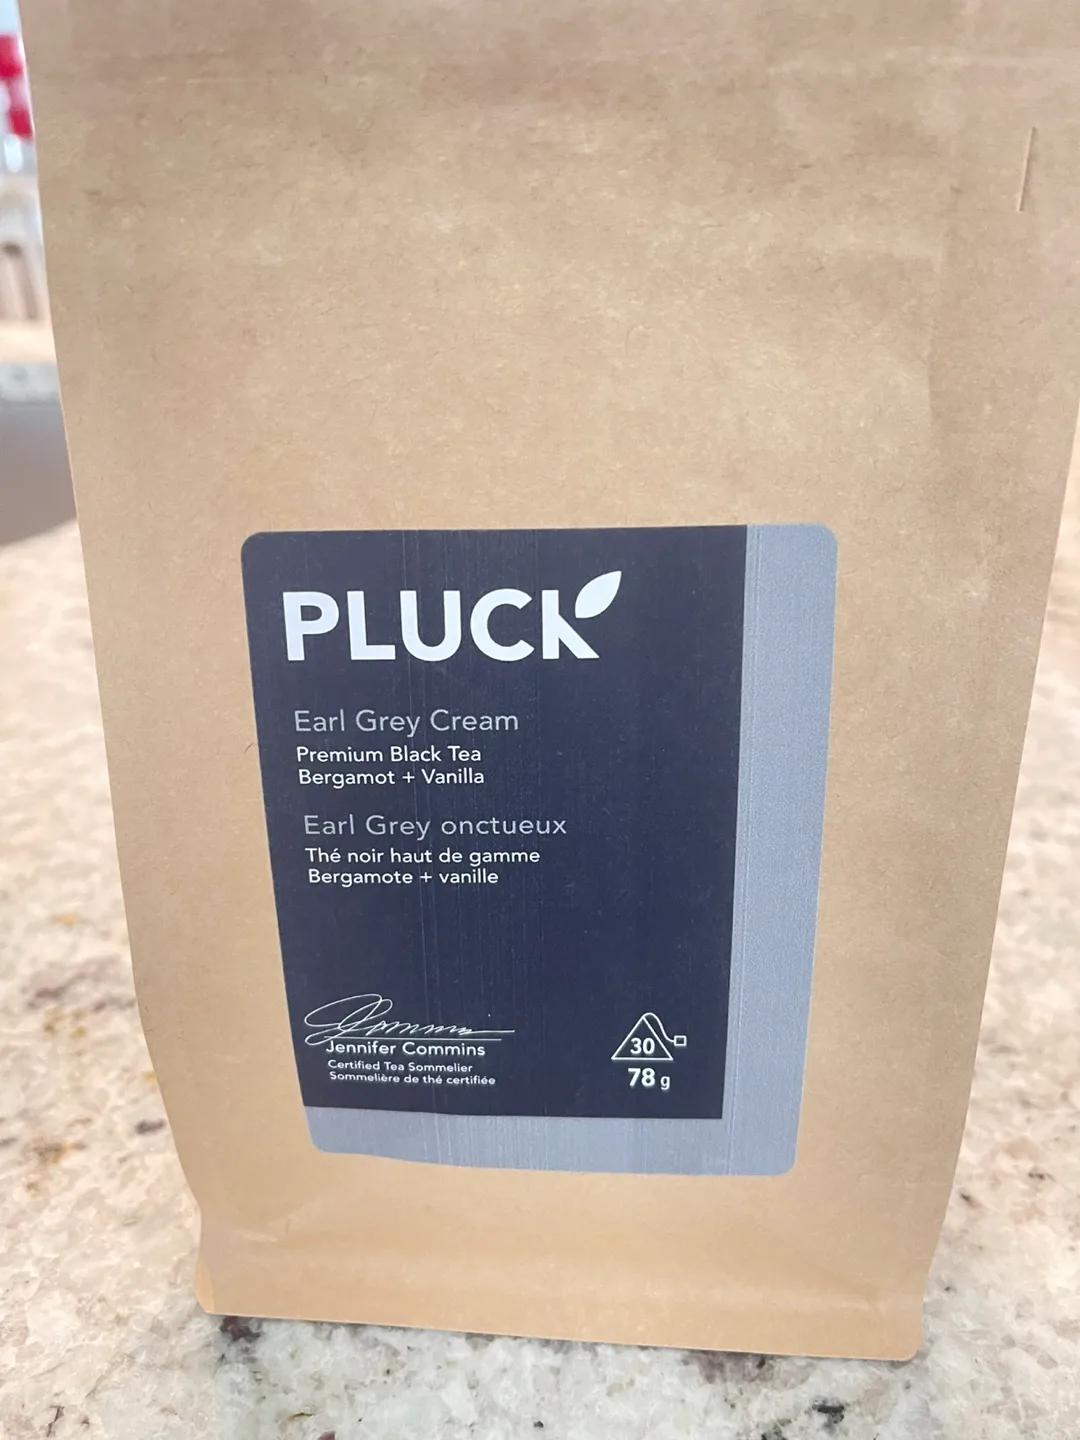 PLUCK
Earl Grey Cream
Premium Black Tea
Bergamot + Vanilla
Earl Grey onctueux
Thé noir haut de gamme
Bergamote + vanille
Jennifer Commins
Certified Tea Sommelier
Sommelière de thé certifiée
30
78 g